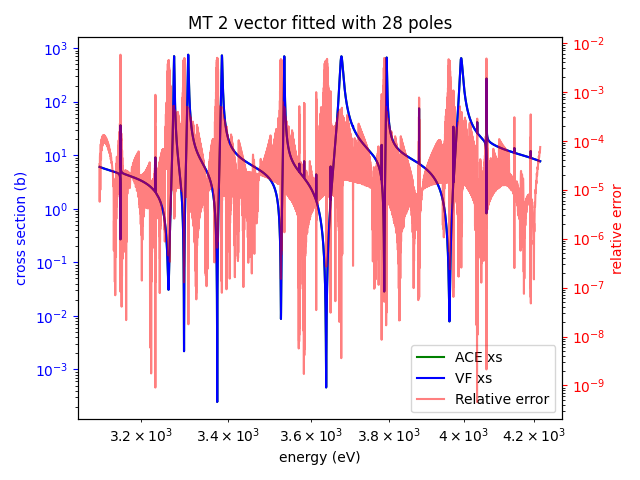 MT 2 vector fitted with 28 poles
cross section (b)
10³
10²
10¹
10⁰
10⁻¹
10⁻²
10⁻³
10⁻²
10⁻³
10⁻⁴
10⁻⁵
10⁻⁶
10⁻⁷
10⁻⁸
10⁻⁹
relative error
ACE xs
VF xs
Relative error
3.2 × 10³ 3.4 × 10³ 3.6 × 10³ 3.8 × 10³ 4 × 10³ 4.2 × 10³
energy (eV)